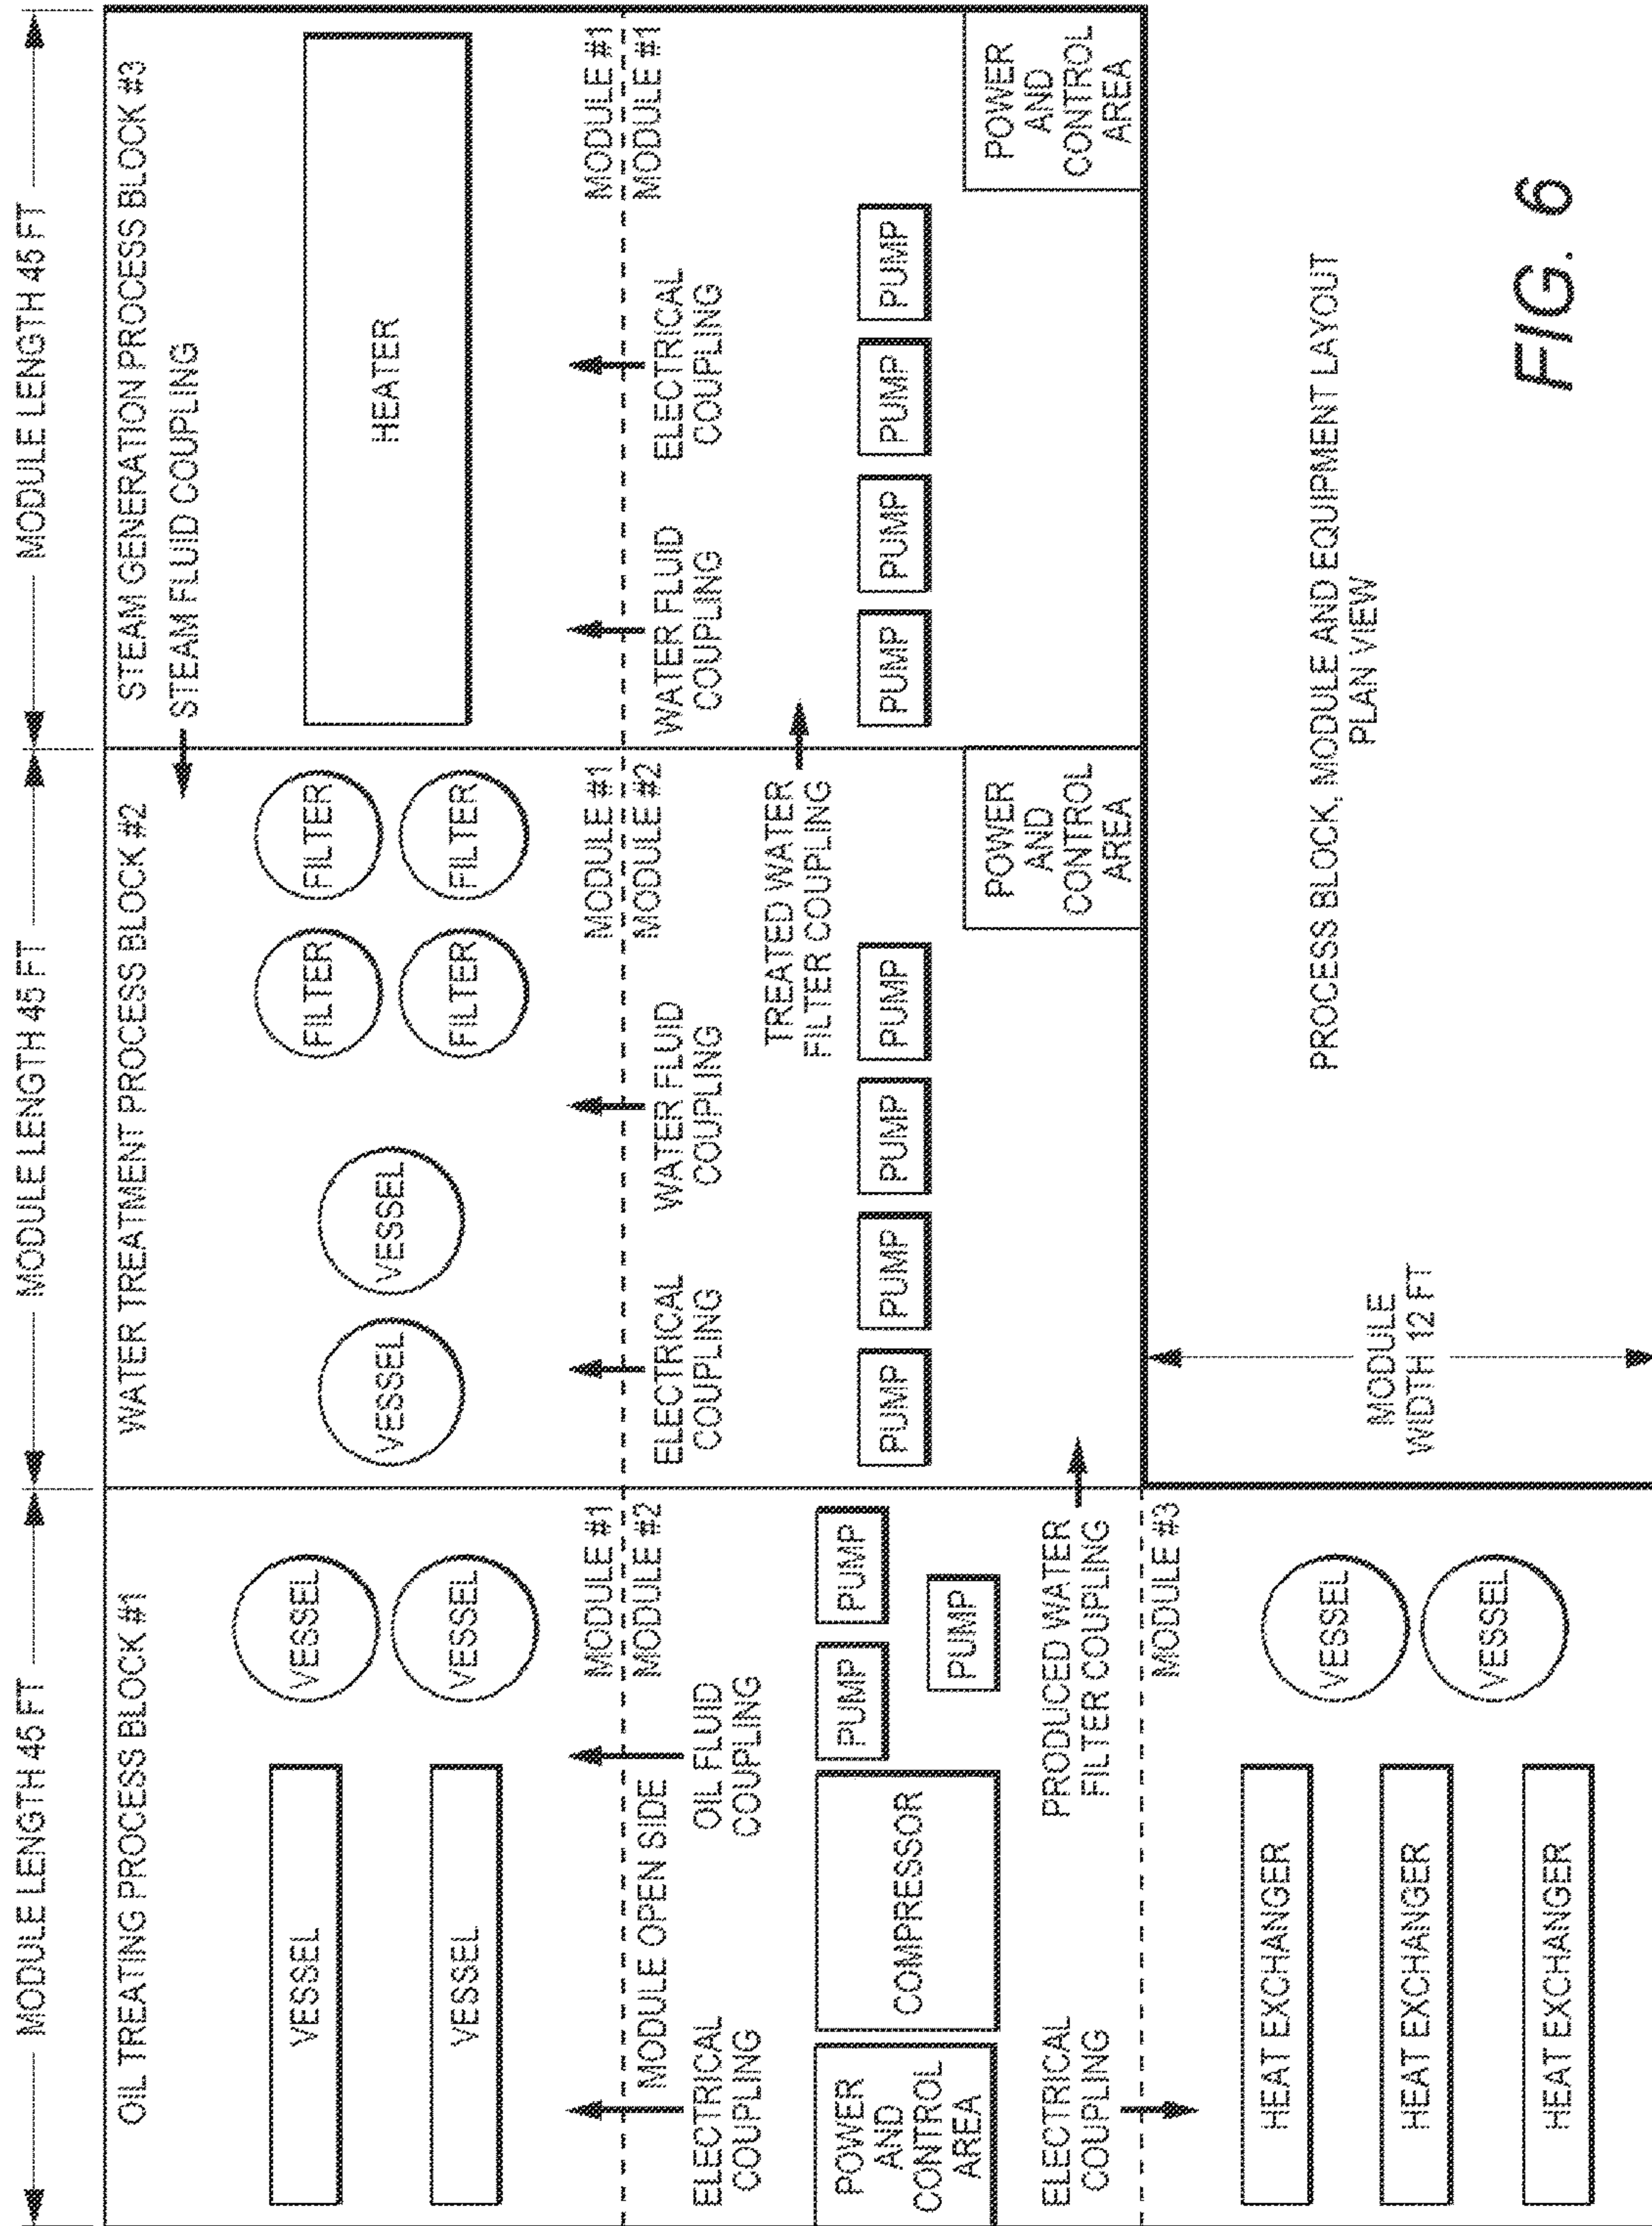 MODULE LENGTH 45 FT
MODULE LENGTH 45 FT
MODULE LENGTH 45 FT
OIL TREATING PROCESS BLOCK #1
VESSEL
VESSEL
VESSEL
VESSEL
MODULE #1
MODULE #2
MODULE OPEN SIDE
ELECTRICAL
COUPLING
OIL FLUID
COUPLING
POWER
AND
CONTROL
AREA
COMPRESSOR
PUMP
PUMP
PUMP
ELECTRICAL
COUPLING
PRODUCED WATER
FILTER COUPLING
MODULE #3
HEAT EXCHANGER
HEAT EXCHANGER
HEAT EXCHANGER
VESSEL
VESSEL
WATER TREATMENT PROCESS BLOCK #2
VESSEL
VESSEL
FILTER
FILTER
FILTER
FILTER
MODULE #1
MODULE #2
ELECTRICAL
COUPLING
WATER FLUID
COUPLING
TREATED WATER
FILTER COUPLING
PUMP
PUMP
PUMP
PUMP
POWER
AND
CONTROL
AREA
STEAM GENERATION PROCESS BLOCK #3
STEAM FLUID COUPLING
HEATER
MODULE #1
MODULE #1
WATER FLUID
COUPLING
ELECTRICAL
COUPLING
PUMP
PUMP
PUMP
PUMP
POWER
AND
CONTROL
AREA
MODULE
WIDTH 12 FT
PROCESS BLOCK, MODULE AND EQUIPMENT LAYOUT
PLAN VIEW
FIG. 6